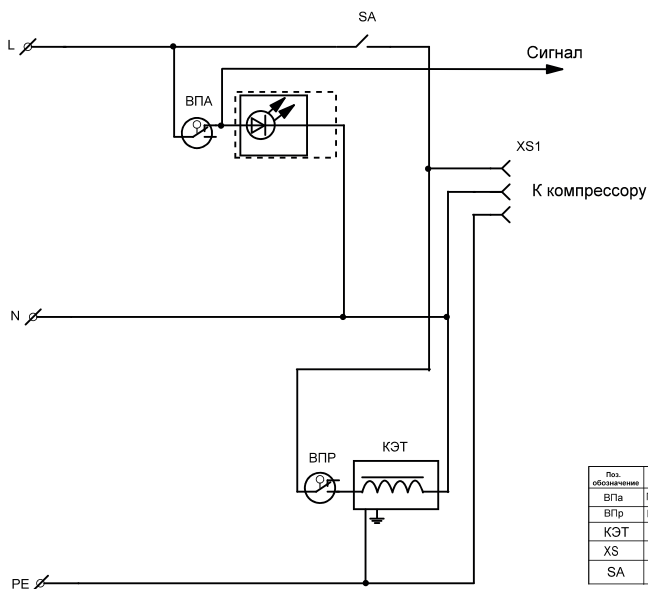 SA
L
Сигнал
ВПА
XS1
К компрессору
N
КЭТ
ВПР
Поз.
обозначение
ВПа
ВПр
КЭТ
XS
SA
PE